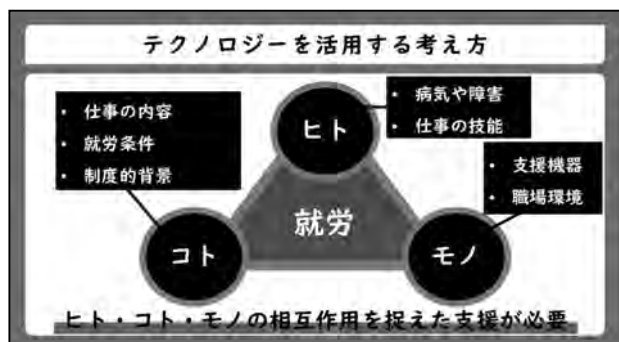 テクノロジーを活用する考え方
• 仕事の内容
• 就労条件
• 制度的背景
ヒト
• 病気や障害
• 仕事の技能
• 支援機器
• 職場環境
就労
コト
モノ
ヒト・コト・モノの相互作用を捉えた支援が必要